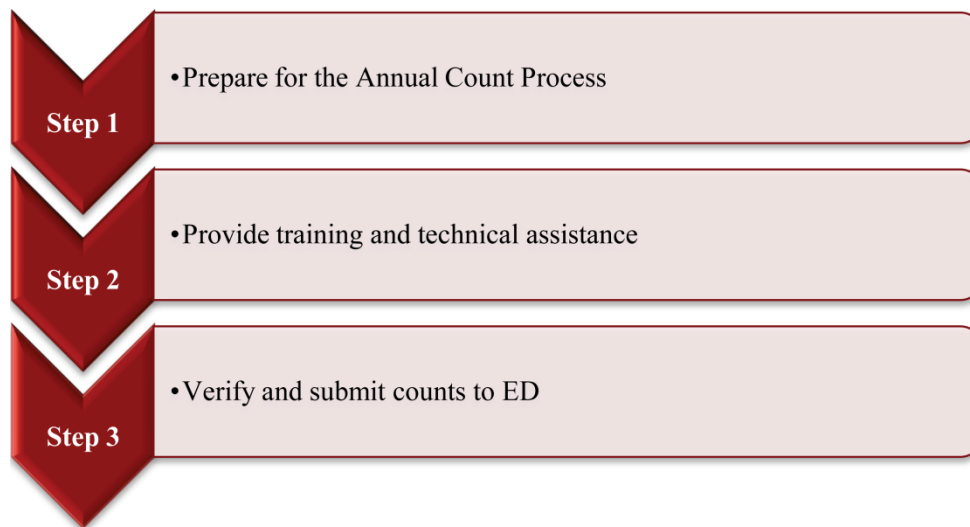 Step 1
•Prepare for the Annual Count Process
Step 2
•Provide training and technical assistance
Step 3
•Verify and submit counts to ED